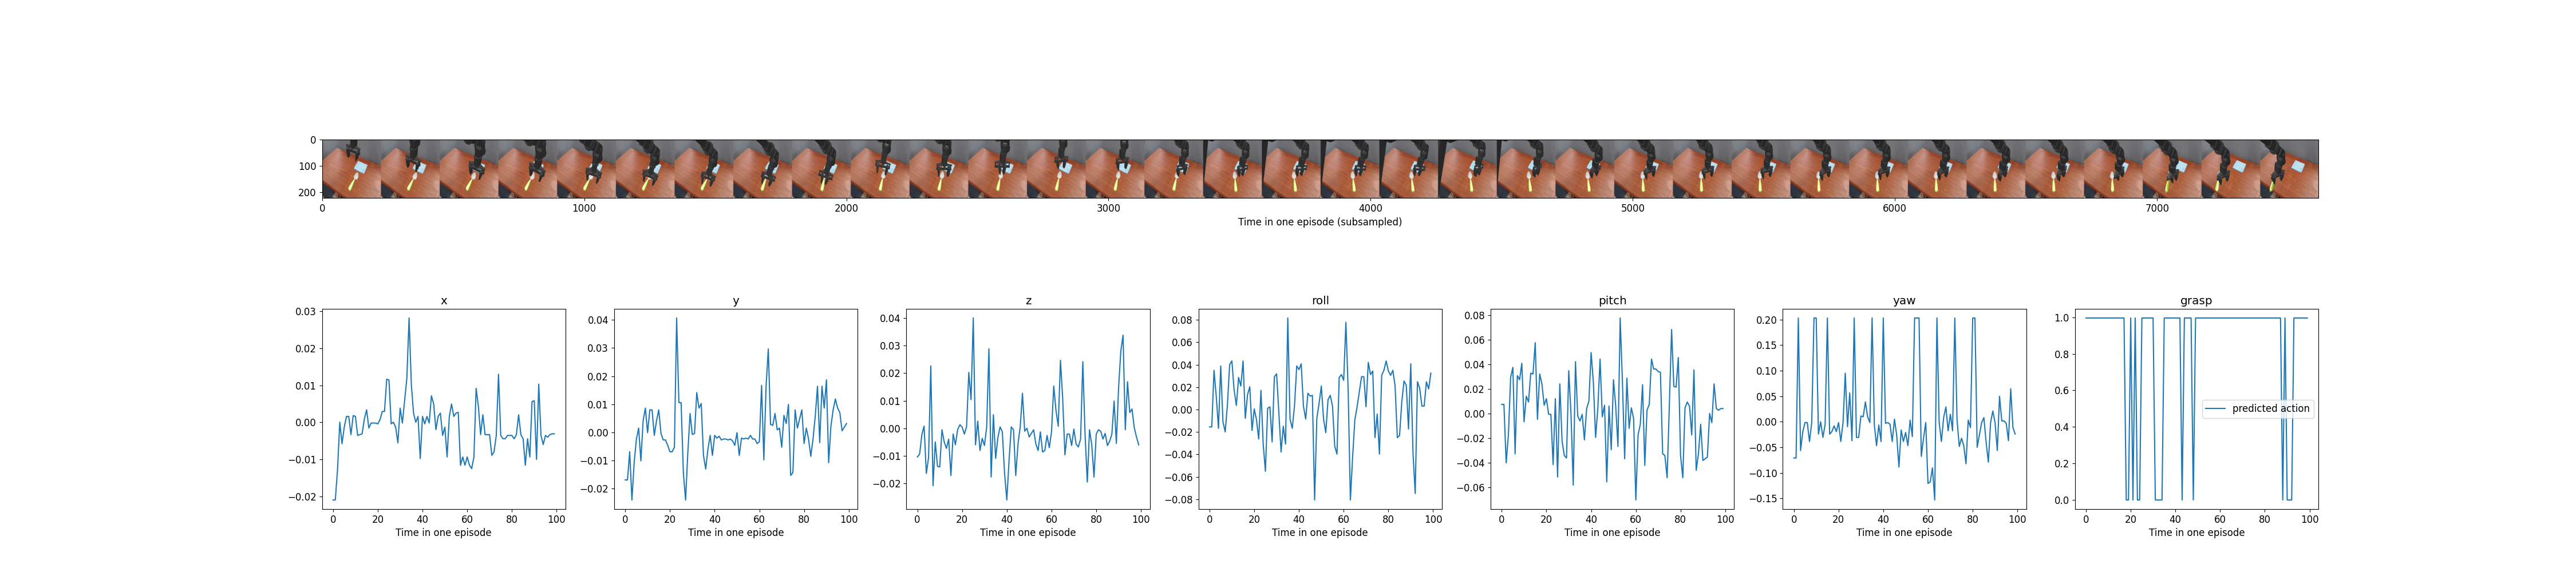 0
100
200
0 1000 2000 3000 4000 5000 6000 7000
Time in one episode (subsampled)
x
0.03
0.02
0.01
0.00
−0.01
−0.02
0 20 40 60 80 100
Time in one episode
y
0.04
0.03
0.02
0.01
0.00
−0.01
−0.02
0 20 40 60 80 100
Time in one episode
z
0.04
0.03
0.02
0.01
0.00
−0.01
−0.02
0 20 40 60 80 100
Time in one episode
roll
0.08
0.06
0.04
0.02
0.00
−0.02
−0.04
−0.06
−0.08
0 20 40 60 80 100
Time in one episode
pitch
0.08
0.06
0.04
0.02
0.00
−0.02
−0.04
−0.06
0 20 40 60 80 100
Time in one episode
yaw
0.20
0.15
0.10
0.05
0.00
−0.05
−0.10
−0.15
0 20 40 60 80 100
Time in one episode
grasp
1.0
0.8
0.6
0.4
0.2
0.0
predicted action
0 20 40 60 80 100
Time in one episode